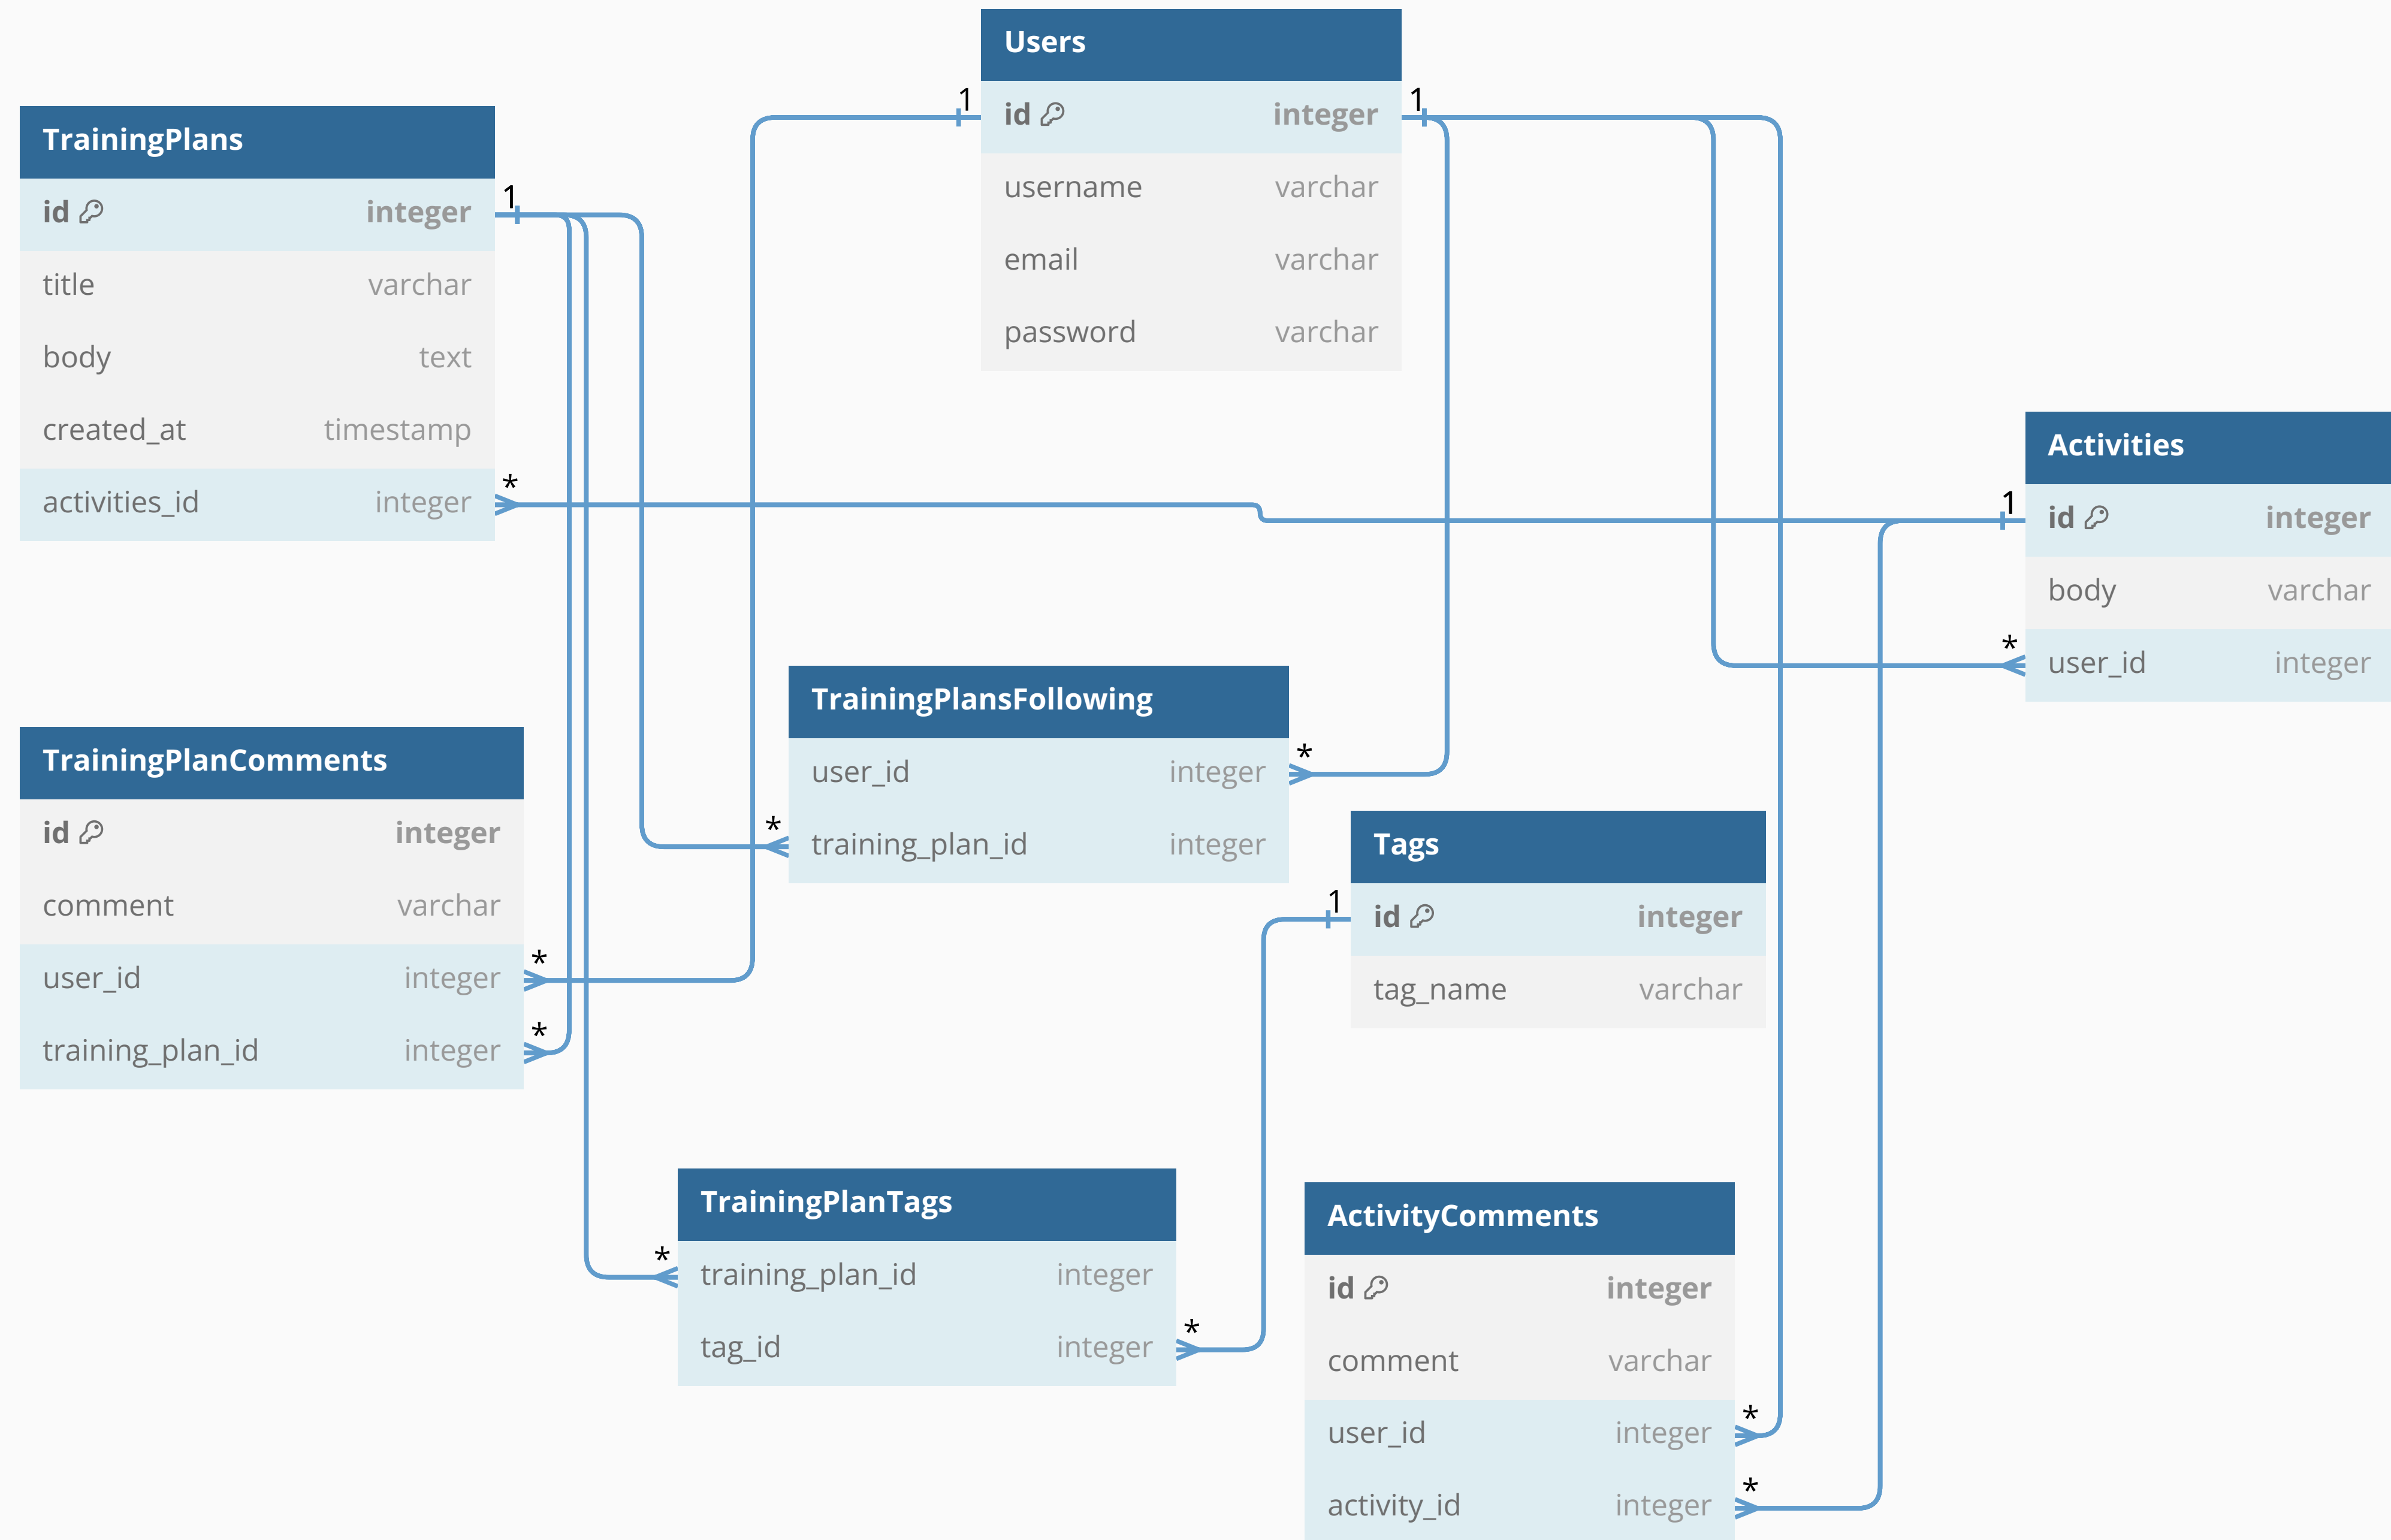 Users
1
id integer
1
username varchar
email varchar
password varchar
TrainingPlans
id integer
1
title varchar
body text
created_at timestamp
activities_id integer
*
Activities
1
id integer
body varchar
*
user_id integer
TrainingPlansFollowing
user_id integer
*
*
training_plan_id integer
TrainingPlanComments
id integer
comment varchar
user_id integer
*
training_plan_id integer
*
Tags
1
id integer
tag_name varchar
TrainingPlanTags
*
training_plan_id integer
tag_id integer
*
ActivityComments
id integer
comment varchar
user_id integer
*
activity_id integer
*